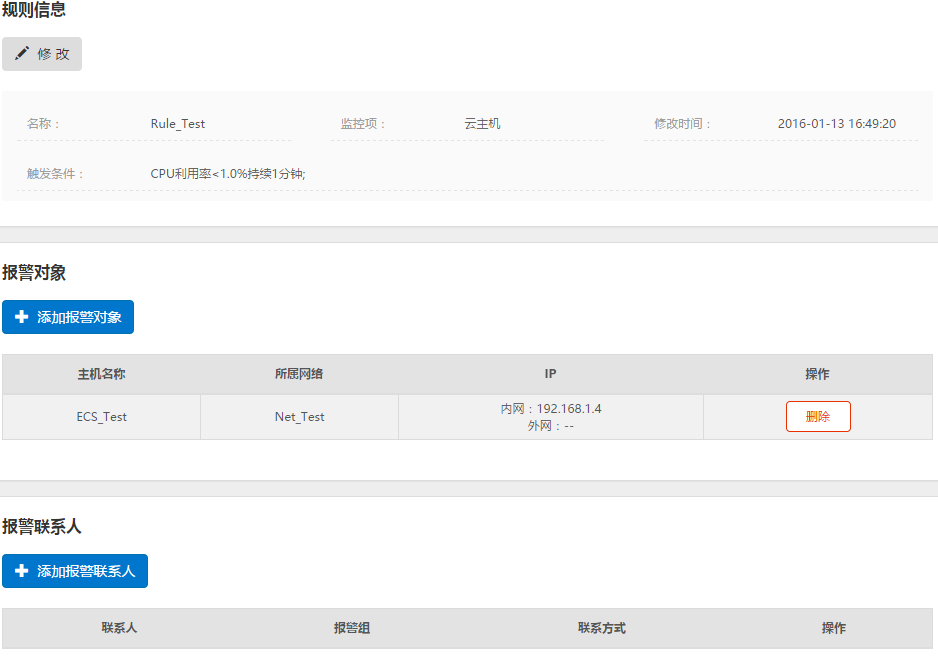 规则信息
修 改
名称： Rule_Test 监控项： 云主机 修改时间： 2016-01-13 16:49:20
触发条件： CPU利用率<1.0%持续1分钟;
报警对象
添加报警对象
主机名称 所属网络 IP 操作
ECS_Test Net_Test 内网：192.168.1.4 删除
外网：--
报警联系人
添加报警联系人
联系人 报警组 联系方式 操作